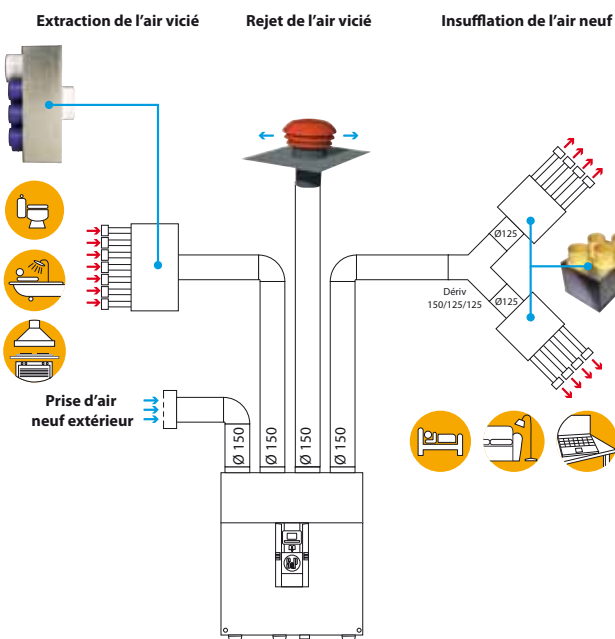 Extraction de l'air vicié
Rejet de l'air vicié
Insufflation de l'air neuf
Ø125
Dériv
150/125/125
Ø125
Prise d'air
neuf extérieur
Ø 150
Ø 150
Ø 150
Ø 150
S&P